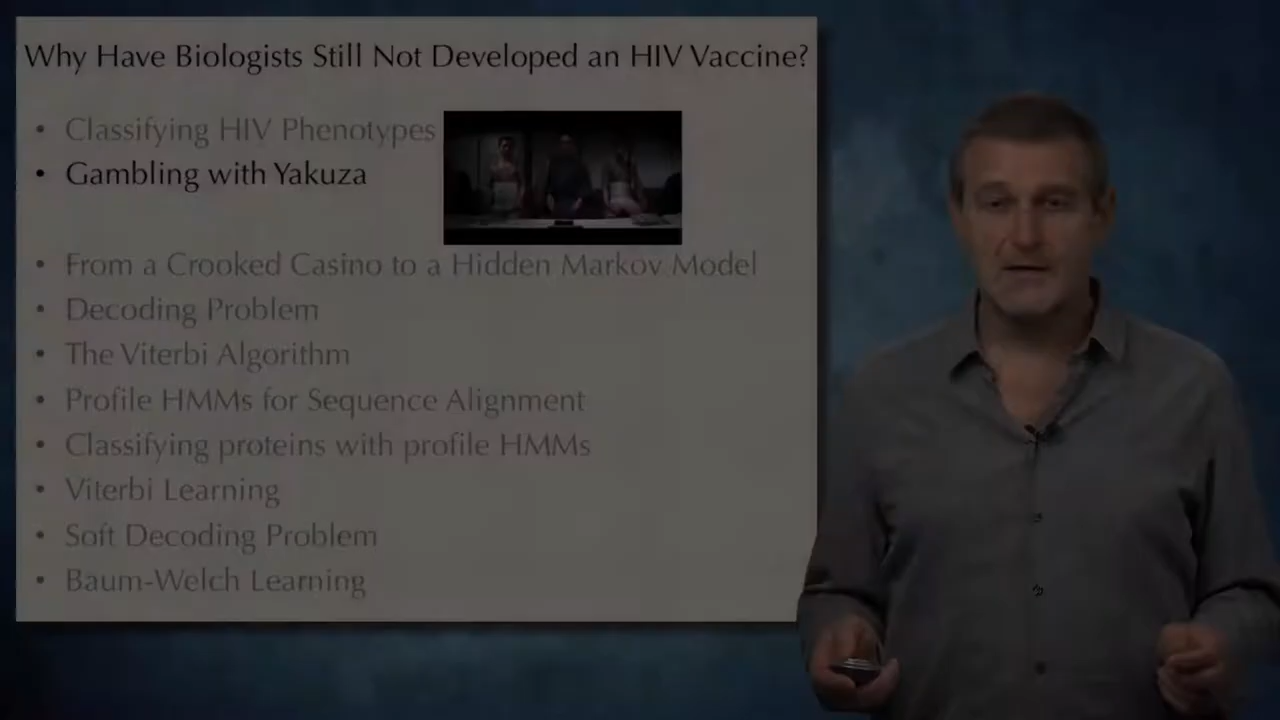 Why Have Biologists Still Not Developed an HIV Vaccine?
• Classifying HIV Phenotypes
• Gambling with Yakuza
• From a Crooked Casino to a Hidden Markov Model
• Decoding Problem
• The Viterbi Algorithm
• Profile HMMs for Sequence Alignment
• Classifying proteins with profile HMMs
• Viterbi Learning
• Soft Decoding Problem
• Baum-Welch Learning